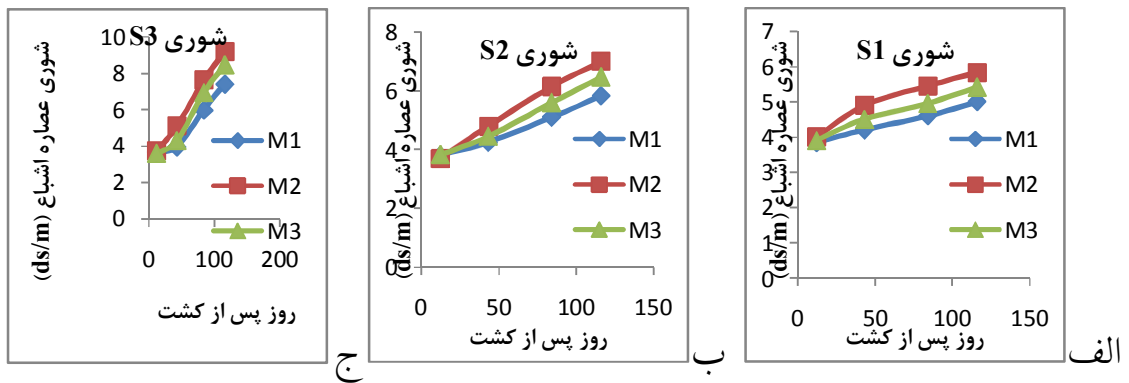 شوری S1
شوری عصاره اشباع (ds/m)
7
6
5
4
3
2
1
0
0 50 100 150
M1
M2
M3
روز پس از کشت
الف
شوری S2
شوری عصاره اشباع (ds/m)
8
6
4
2
0
0 50 100 150
M1
M2
M3
روز پس از کشت
ب
شوری S3
شوری عصاره اشباع (ds/m)
10
8
6
4
2
0
0 100 200
M1
M2
M3
روز پس از کشت
ج